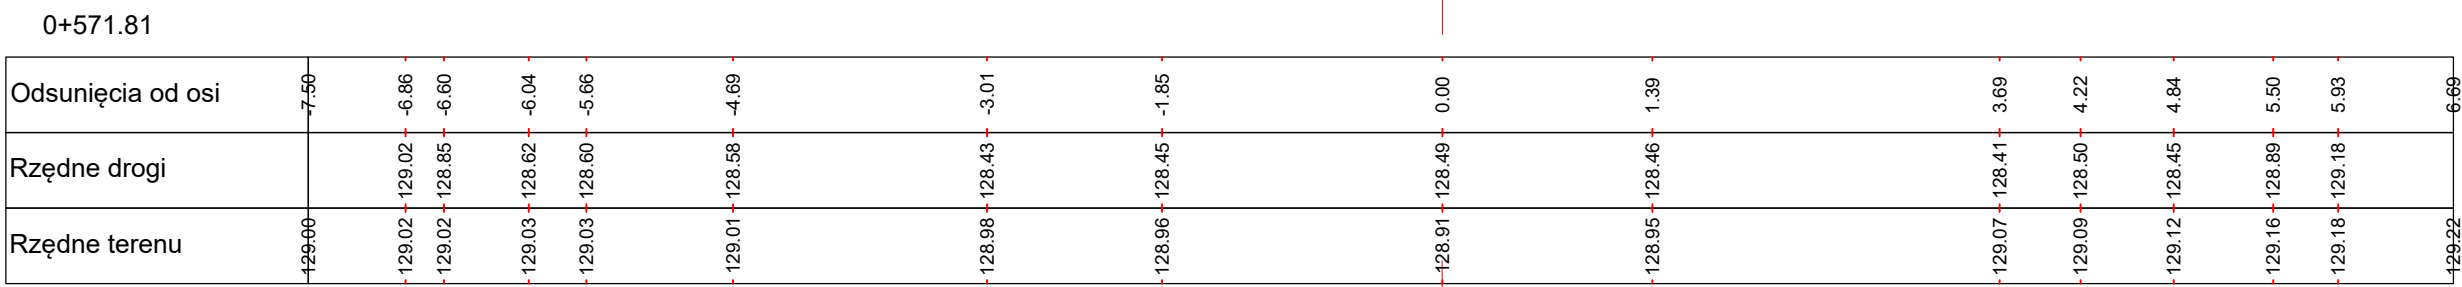 0+571.81
Odsunięcia od osi -7.50 -6.86 -6.60 -6.04 -5.66 -4.69 -3.01 -1.85 0.00 1.39 3.69 4.22 4.84 5.50 5.93 6.69
Rzędne drogi 129.02 128.85 128.62 128.60 128.58 128.43 128.45 128.49 128.46 128.41 128.50 128.45 128.89 129.18
Rzędne terenu 129.00 129.02 129.02 129.03 129.03 129.01 128.98 128.96 128.91 128.95 129.07 129.09 129.12 129.16 129.18 129.22